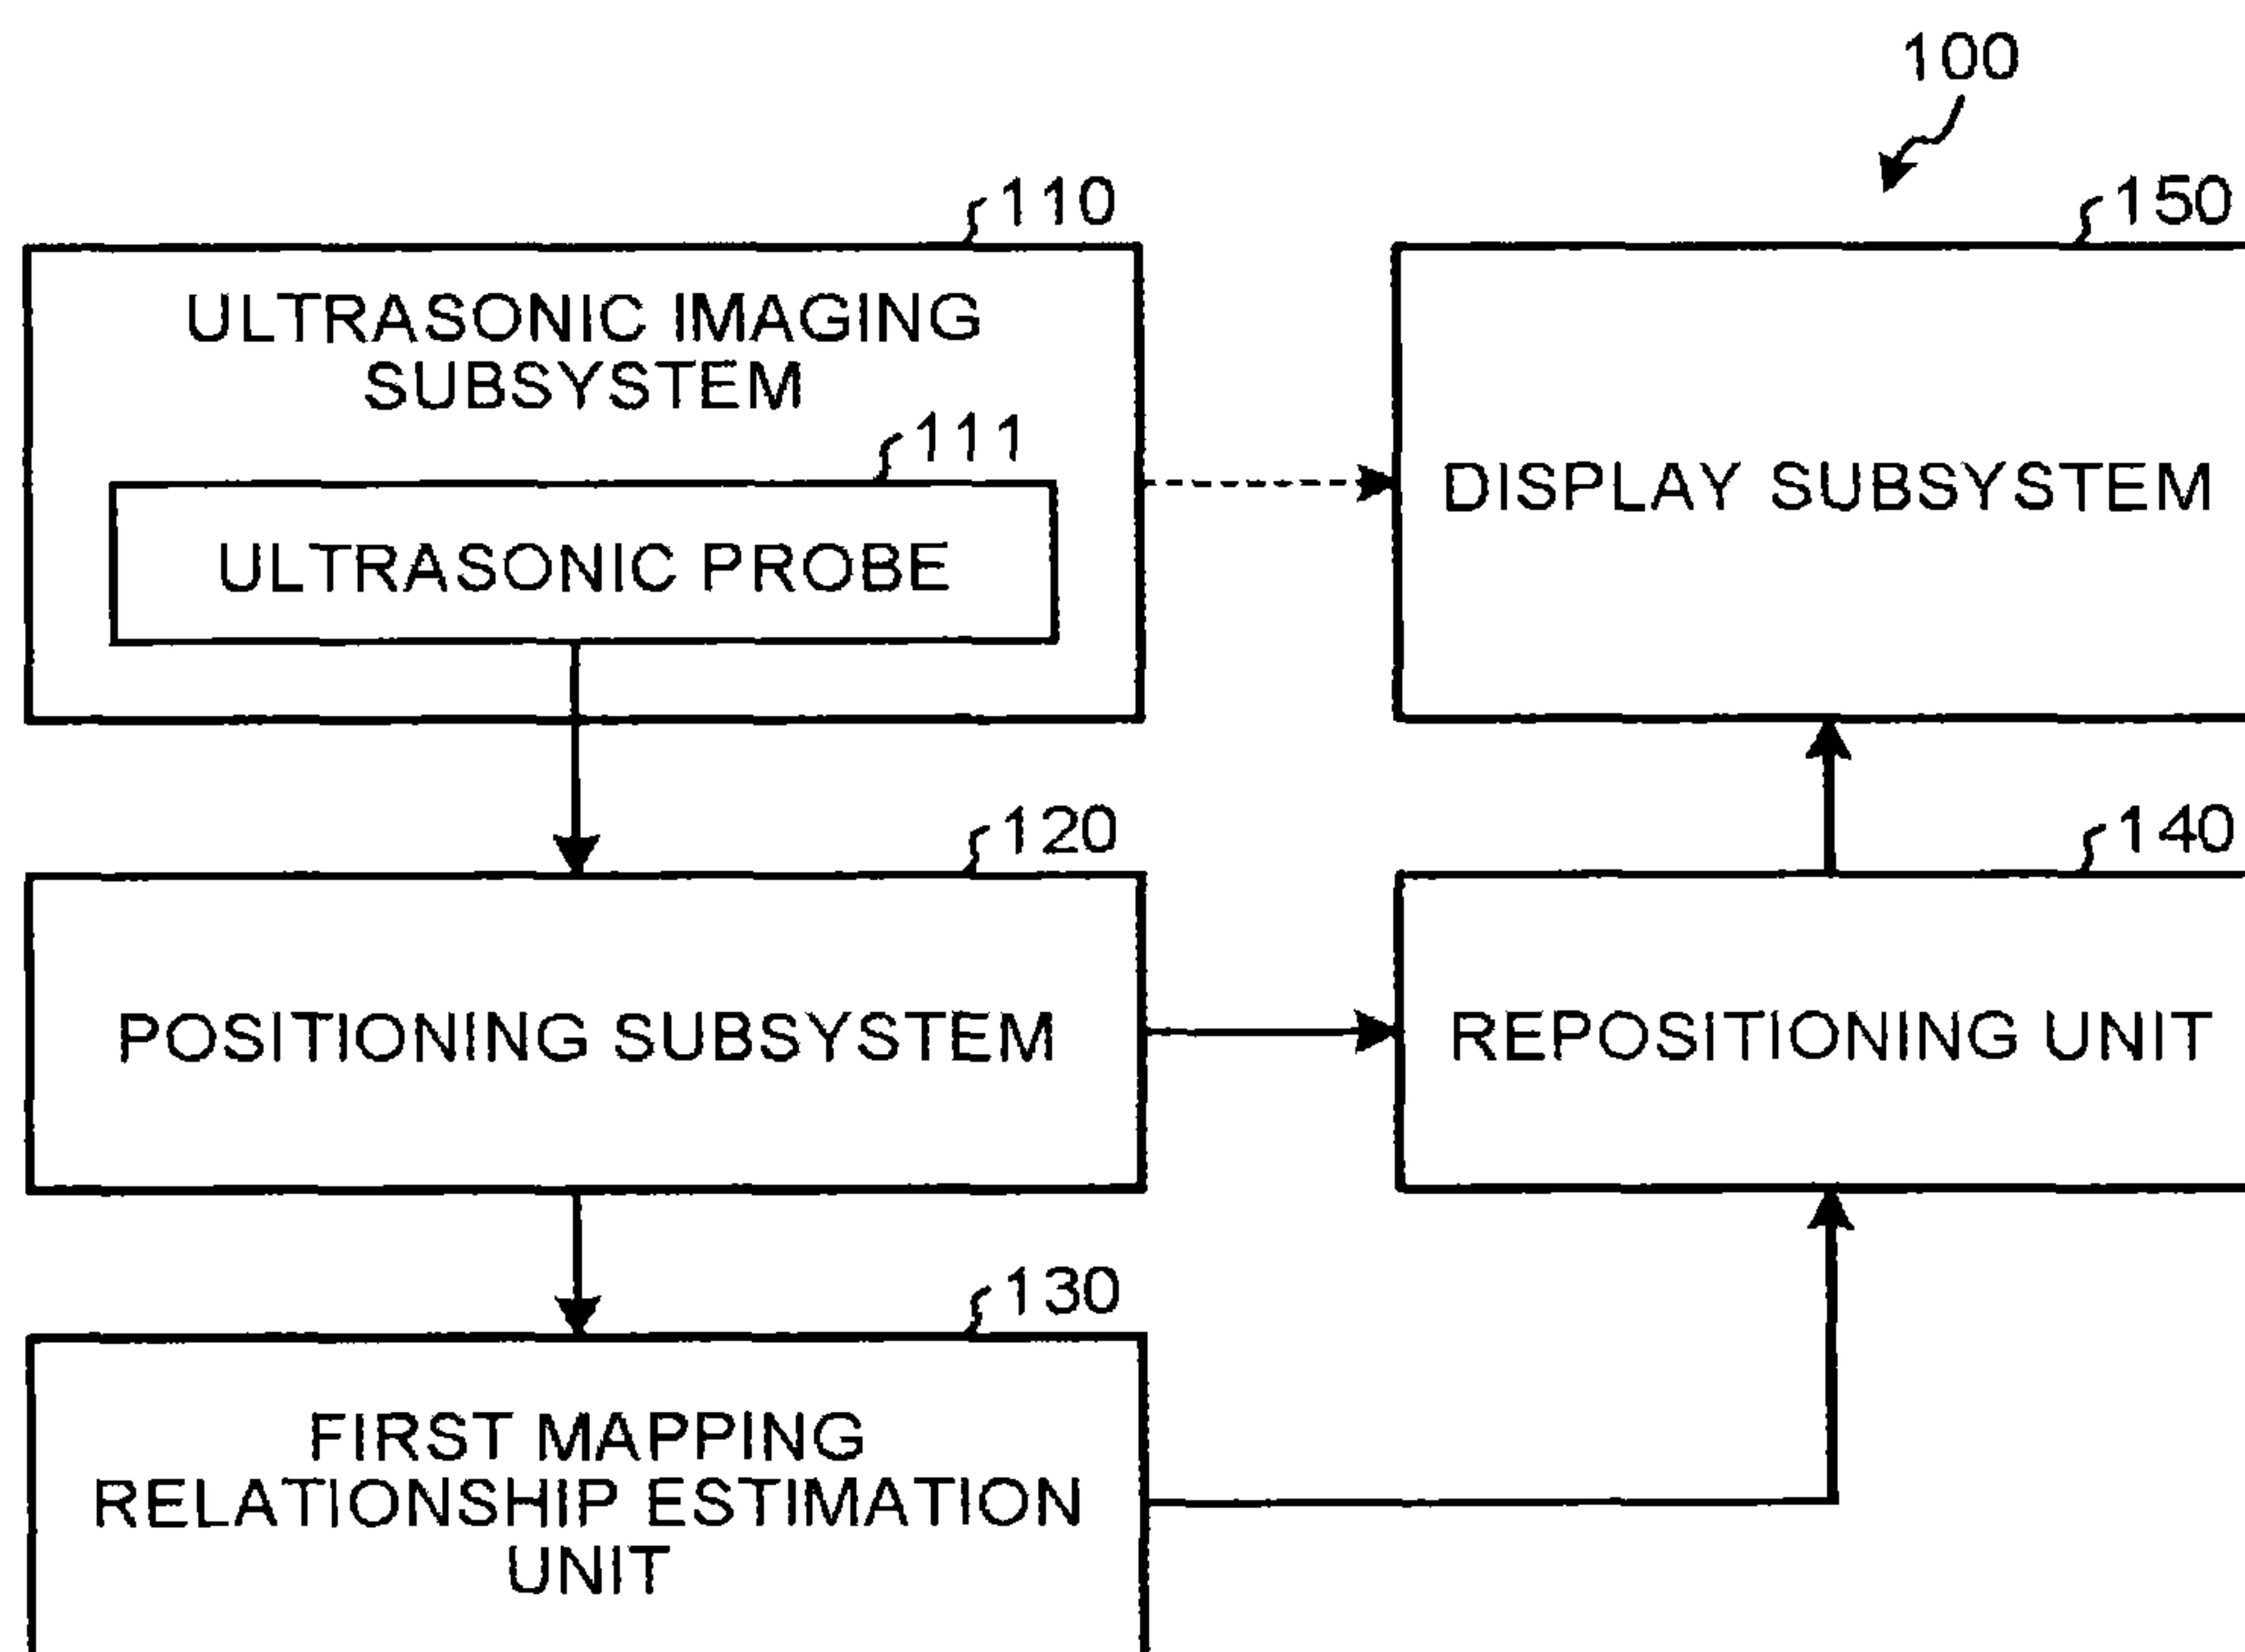 100
110
150
ULTRASONIC IMAGING
SUBSYSTEM
111
ULTRASONIC PROBE
DISPLAY SUBSYSTEM
120
140
POSITIONING SUBSYSTEM
REPOSITIONING UNIT
130
FIRST MAPPING
RELATIONSHIP ESTIMATION
UNIT